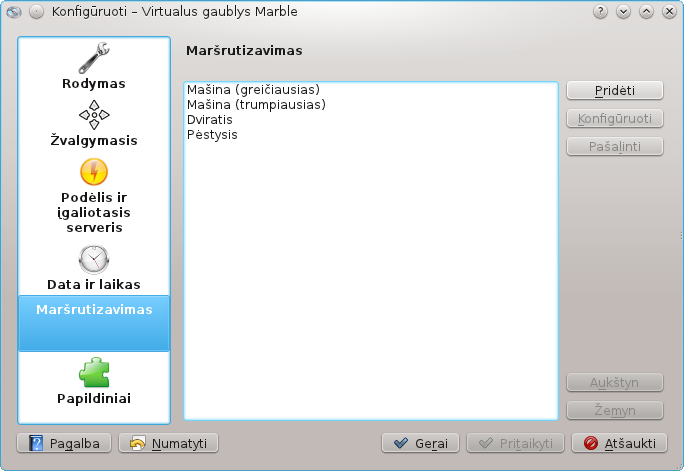 Konfigūruoti – Virtualus gaublys Marble
Rodymas
Žvalgymasis
Podėlis ir
įgaliotasis
serveris
Data ir laikas
Maršrutizavimas
Papildiniai
Maršrutizavimas
Mašina (greičiausias)
Mašina (trumpiausias)
Dviratis
Pėstysis
Pridėti
Konfigūruoti
Pašalinti
Aukštyn
Žemyn
Pagalba
Numatyti
Gerai
Pritaikyti
Atšaukti